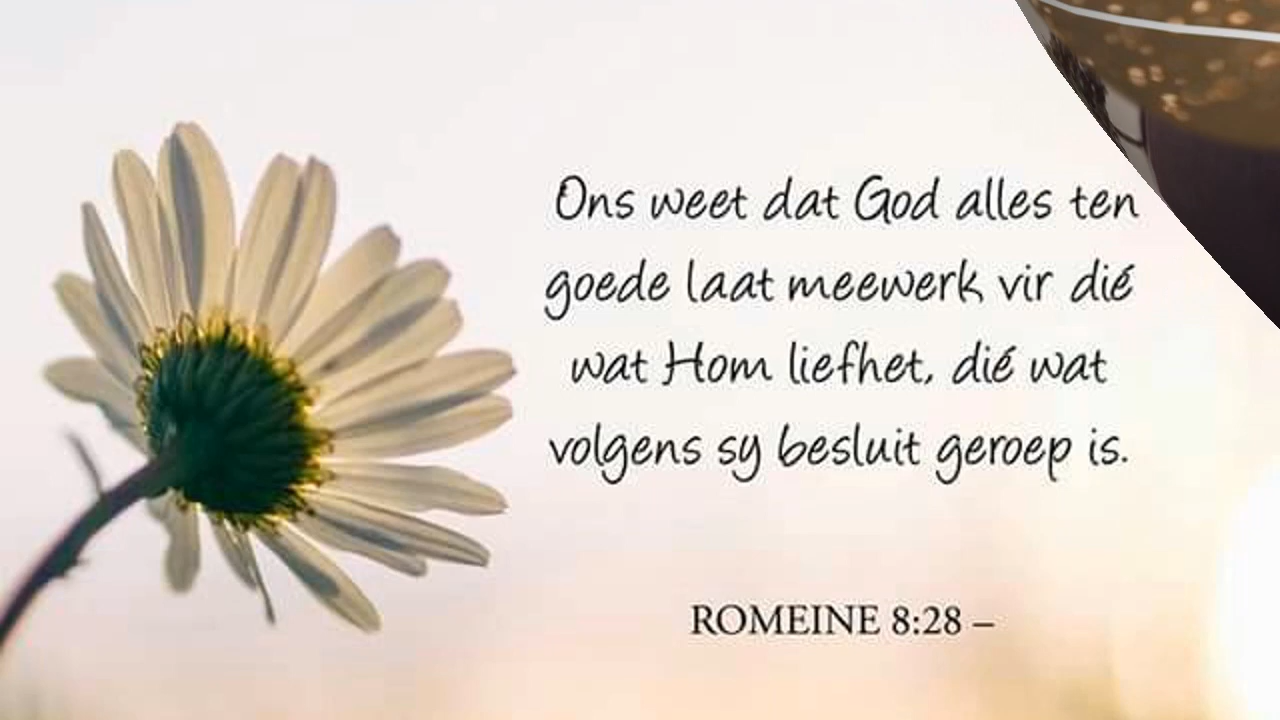 Ons weet dat God alles ten
goede laat meewerk vir dié
wat Hom liefhet, dié wat
volgens sy besluit geroep is.
ROMEINE 8:28 –